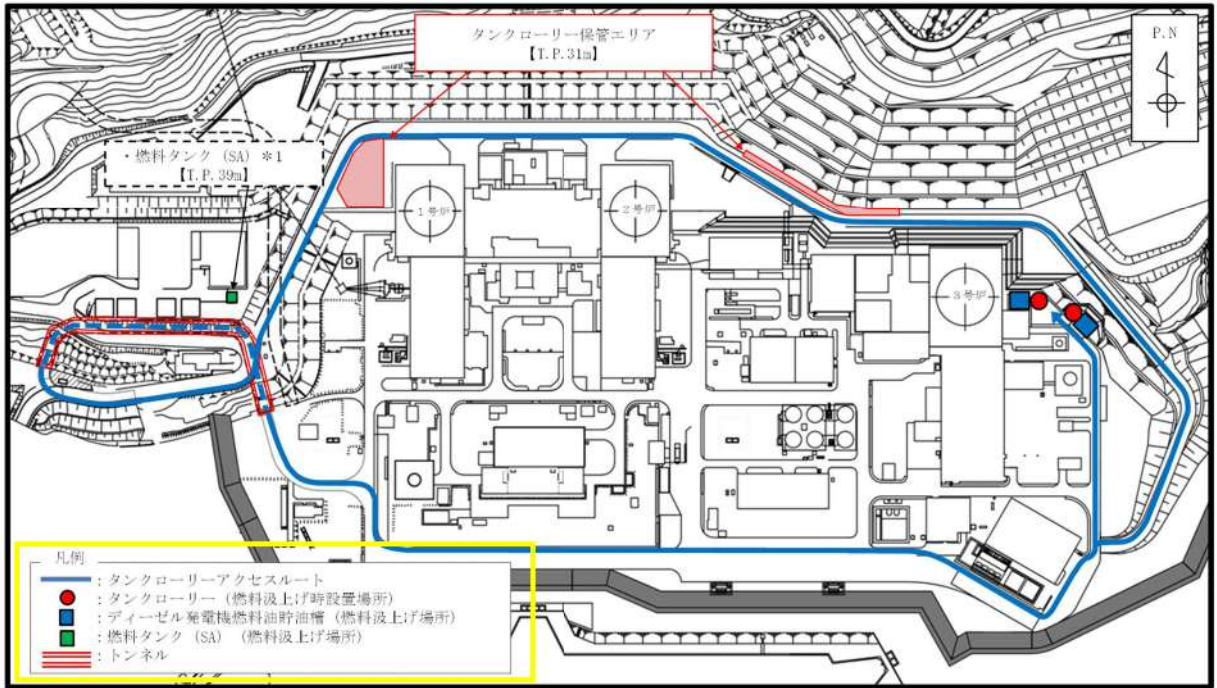 タンクローリー保管エリア
【T.P.31m】
P.N
・燃料タンク（SA）＊1
【T.P.39m】
1号炉
2号炉
3号炉
凡例
：タンクローリーアクセスルート
：タンクローリー（燃料汲上げ時設置場所）
：ディーゼル発電機燃料油貯油槽（燃料汲上げ場所）
：燃料タンク（SA）（燃料汲上げ場所）
：トンネル